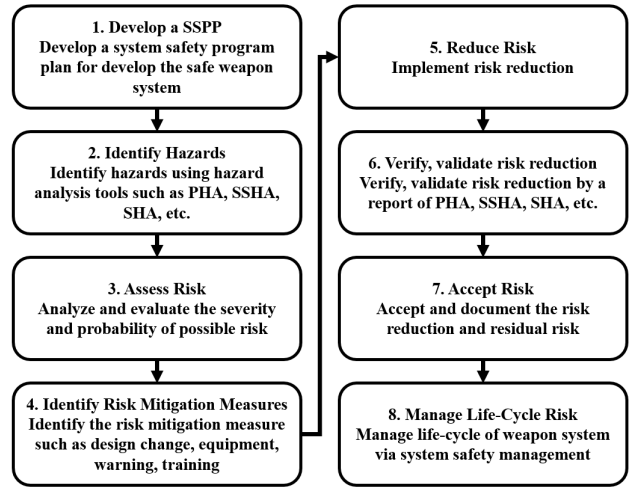 1. Develop a SSPP
Develop a system safety program
plan for develop the safe weapon
system
2. Identify Hazards
Identify hazards using hazard
analysis tools such as PHA, SSHA,
SHA, etc.
3. Assess Risk
Analyze and evaluate the severity
and probability of possible risk
4. Identify Risk Mitigation Measures
Identify the risk mitigation measure
such as design change, equipment,
warning, training
5. Reduce Risk
Implement risk reduction
6. Verify, validate risk reduction
Verify, validate risk reduction by a
report of PHA, SSHA, SHA, etc.
7. Accept Risk
Accept and document the risk
reduction and residual risk
8. Manage Life-Cycle Risk
Manage life-cycle of weapon system
via system safety management